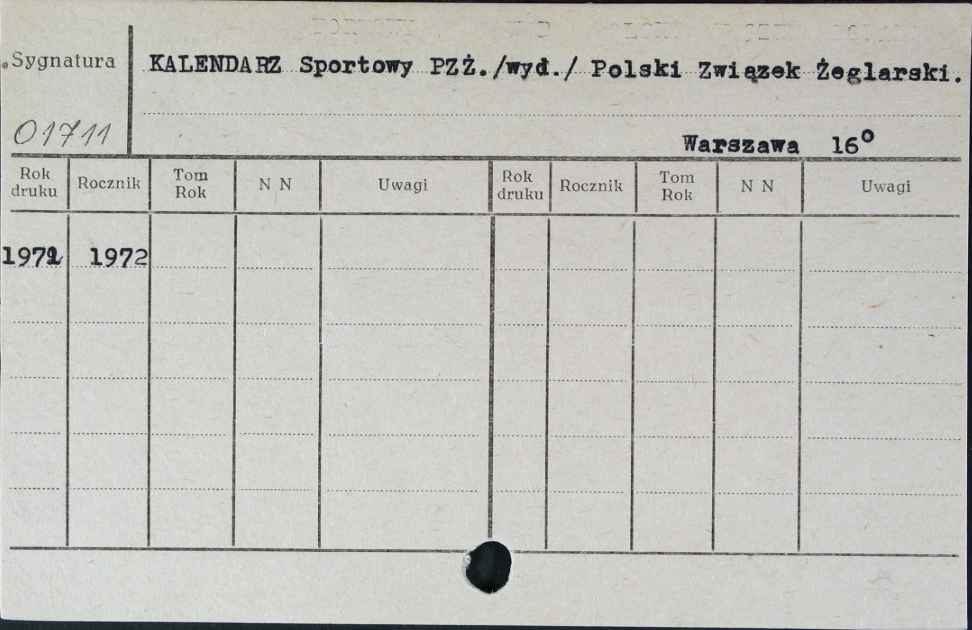 Sygnatura
KALENDARZ Sportowy PZŻ./wyd./ Polski Związek Żeglarski.
01711
Warszawa 16°
Rok druku Rocznik Tom Rok N N Uwagi Rok druku Rocznik Tom Rok N N Uwagi
1972 1972